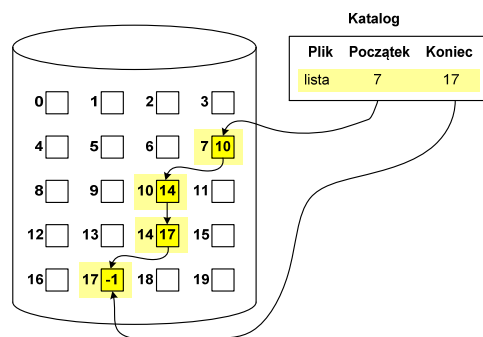 Katalog
Plik Początek Koniec
lista 7 17
0 1 2 3
4 5 6 7 10
8 9 10 14 11
12 13 14 17 15
16 17 -1 18 19